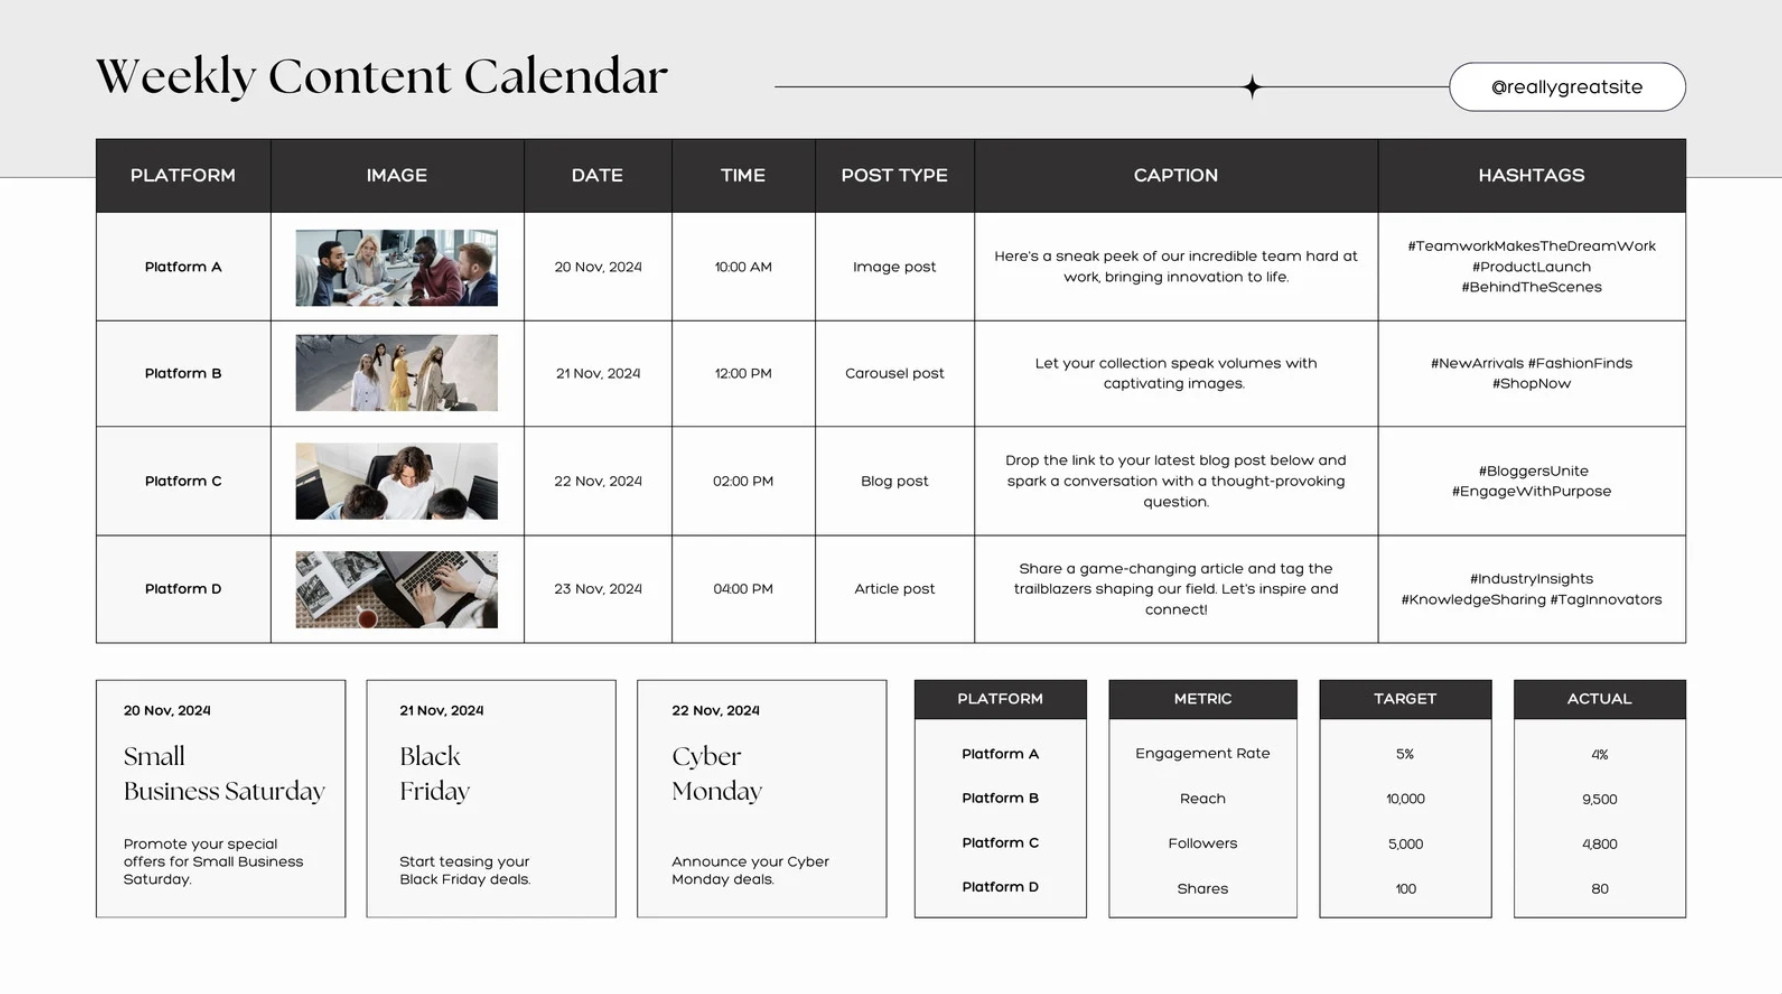 Weekly Content Calendar
@reallygreatsite
PLATFORM IMAGE DATE TIME POST TYPE CAPTION HASHTAGS
Platform A
20 Nov, 2024
10:00 AM
Image post
Here's a sneak peek of our incredible team hard at
work, bringing innovation to life.
#TeamworkMakesTheDreamWork
#ProductLaunch
#BehindTheScenes
Platform B
21 Nov, 2024
12:00 PM
Carousel post
Let your collection speak volumes with
captivating images.
#NewArrivals #FashionFinds
#ShopNow
Platform C
22 Nov, 2024
02:00 PM
Blog post
Drop the link to your latest blog post below and
spark a conversation with a thought-provoking
question.
#BloggersUnite
#EngageWithPurpose
Platform D
23 Nov, 2024
04:00 PM
Article post
Share a game-changing article and tag the
trailblazers shaping our field. Let's inspire and
connect!
#IndustryInsights
#KnowledgeSharing #TagInnovators
20 Nov, 2024
Small
Business Saturday
Promote your special
offers for Small Business
Saturday.
21 Nov, 2024
Black
Friday
Start teasing your
Black Friday deals.
22 Nov, 2024
Cyber
Monday
Announce your Cyber
Monday deals.
PLATFORM METRIC TARGET ACTUAL
Platform A Engagement Rate 5% 4%
Platform B Reach 10,000 9,500
Platform C Followers 5,000 4,800
Platform D Shares 100 80